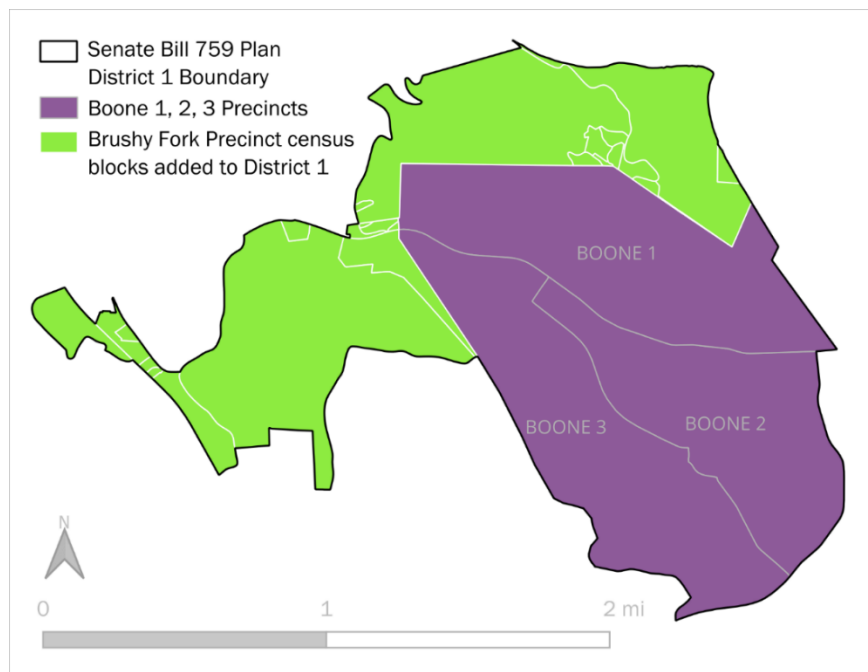 Senate Bill 759 Plan
District 1 Boundary
Boone 1, 2, 3 Precincts
Brushy Fork Precinct census
blocks added to District 1
BOONE 1
BOONE 3
BOONE 2
N
0
1
2 mi